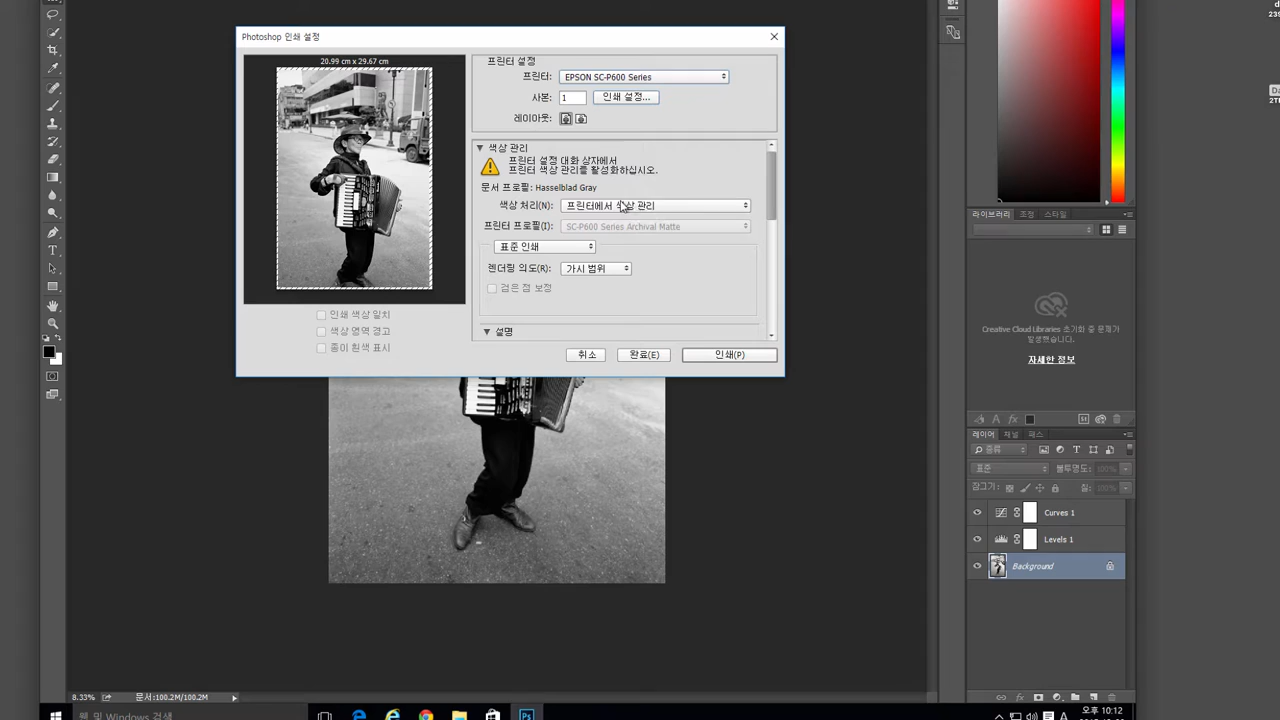 Photoshop 인쇄 설정
20.99 cm x 29.67 cm
프린터 설정
프린터: EPSON SC-P600 Series
사본: 1 인쇄 설정...
레이아웃:
색상 관리
프린터 설정 대화 상자에서
프린터 색상 관리를 활성화하십시오.
문서 프로필: Hasselblad Gray
색상 처리(N): 프린터에서 색상 관리
프린터 프로필(I): SC-P600 Series Archival Matte
표준 인쇄
렌더링 의도(R): 가시 범위
검은 점 보정
설명
인쇄 색상 일치
색상 영역 경고
종이 흰색 표시
취소 완료(E) 인쇄(P)
라이브러리 조정 스타일
Creative Cloud Libraries 초기화 중 문제가
발생했습니다.
자세한 정보
레이어 채널 패스
종류
표준 불투명도: 100%
잠그기: 칠: 100%
Curves 1
Levels 1
Background
8.33% 문서:100.2M/100.2M
웹 및 Windows 검색
오후 10:12